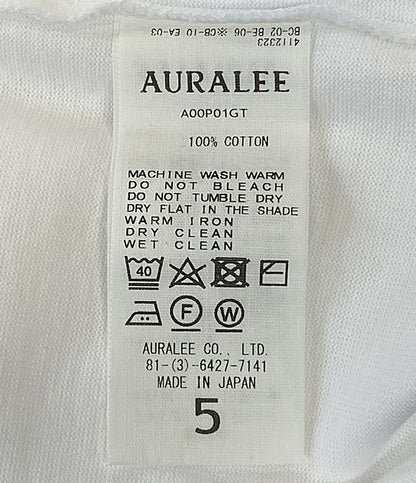 4112323
BC-02 BE-06 ※CB-10 EA-03
AURALEE
A00P01GT
100% COTTON
MACHINE WASH WARM
DO NOT BLEACH
DO NOT TUMBLE DRY
DRY FLAT IN THE SHADE
WARM IRON
DRY CLEAN
WET CLEAN
40
F W
AURALEE CO., LTD.
81-(3)-6427-7141
MADE IN JAPAN
5